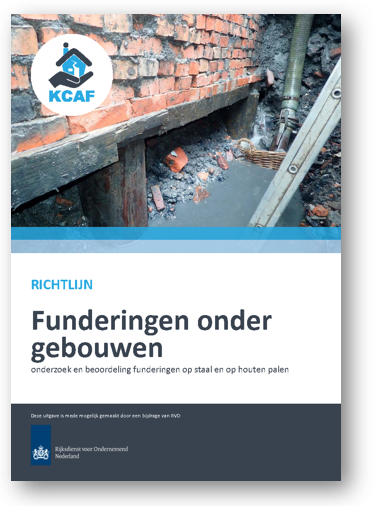 KCAF
RICHTLIJN
Funderingen onder
gebouwen
onderzoek en beoordeling funderingen op staal en op houten palen
Deze uitgave is mede mogelijk gemaakt door een bijdrage van RVO
Rijksdienst voor Ondernemend
Nederland